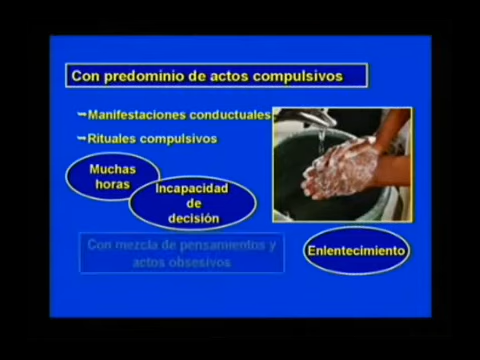 Con predominio de actos compulsivos
Manifestaciones conductuales
Rituales compulsivos
Muchas
horas
Incapacidad
de
decisión
Con mezcla de pensamientos y
actos obsesivos
Enlentecimiento